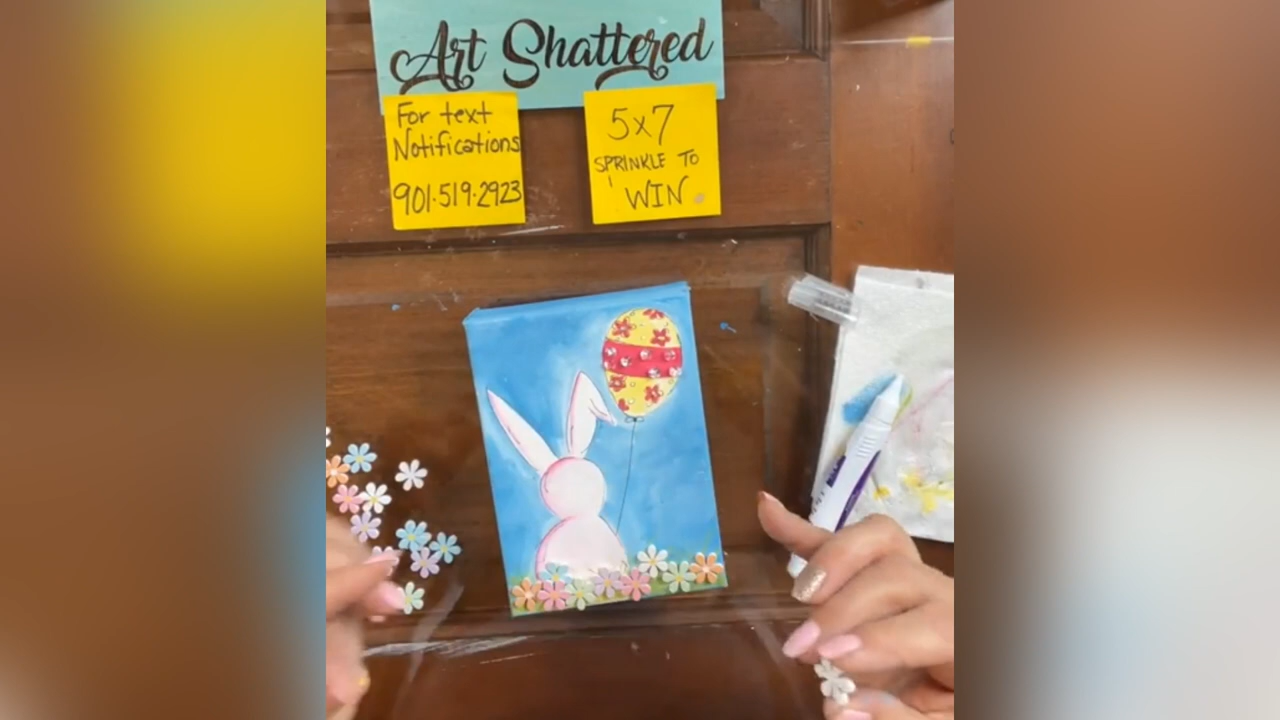 Art Shattered
For text
Notifications
901.519.2923
5x7
SPRINKLE TO
WIN